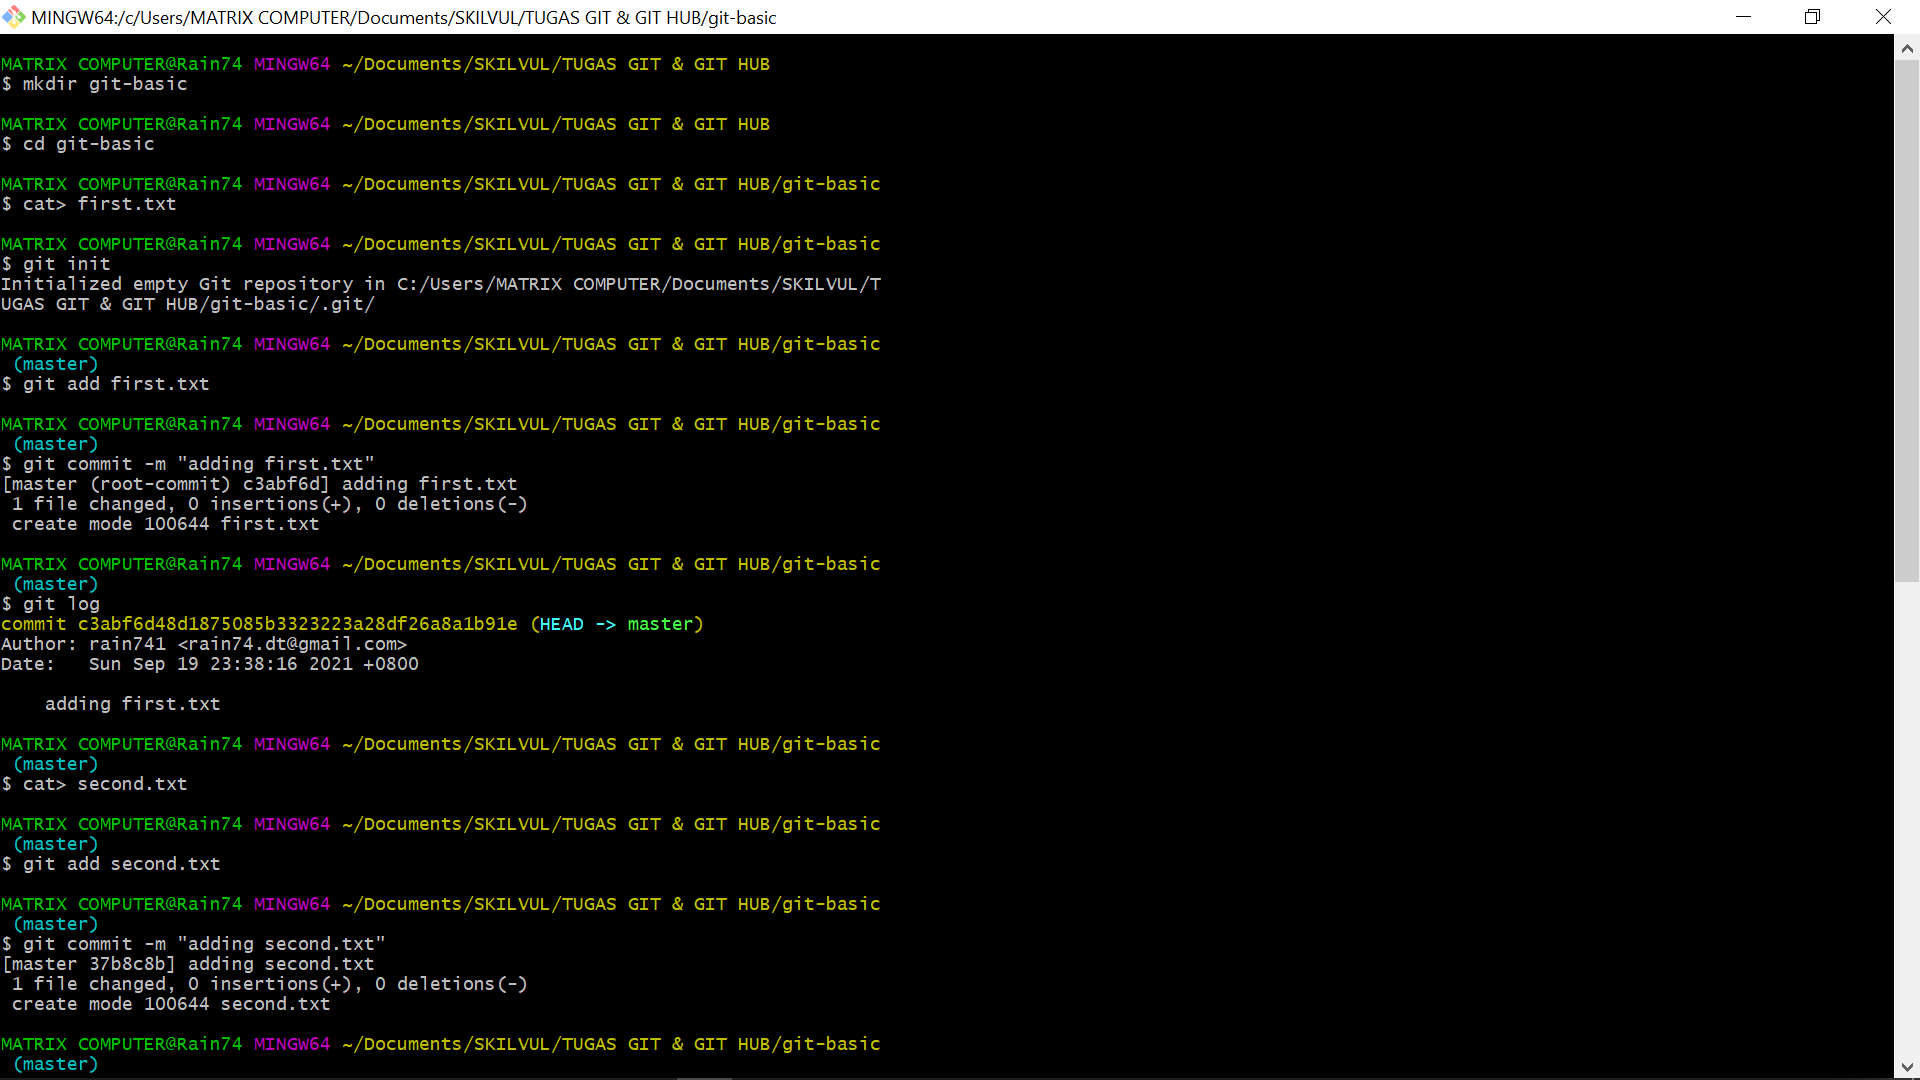 MINGW64:/c/Users/MATRIX COMPUTER/Documents/SKILVUL/TUGAS GIT & GIT HUB/git-basic
MATRIX COMPUTER@Rain74 MINGW64 ~/Documents/SKILVUL/TUGAS GIT & GIT HUB
$ mkdir git-basic
MATRIX COMPUTER@Rain74 MINGW64 ~/Documents/SKILVUL/TUGAS GIT & GIT HUB
$ cd git-basic
MATRIX COMPUTER@Rain74 MINGW64 ~/Documents/SKILVUL/TUGAS GIT & GIT HUB/git-basic
$ cat> first.txt
MATRIX COMPUTER@Rain74 MINGW64 ~/Documents/SKILVUL/TUGAS GIT & GIT HUB/git-basic
$ git init
Initialized empty Git repository in C:/Users/MATRIX COMPUTER/Documents/SKILVUL/T
UGAS GIT & GIT HUB/git-basic/.git/
MATRIX COMPUTER@Rain74 MINGW64 ~/Documents/SKILVUL/TUGAS GIT & GIT HUB/git-basic
(master)
$ git add first.txt
MATRIX COMPUTER@Rain74 MINGW64 ~/Documents/SKILVUL/TUGAS GIT & GIT HUB/git-basic
(master)
$ git commit -m "adding first.txt"
[master (root-commit) c3abf6d] adding first.txt
1 file changed, 0 insertions(+), 0 deletions(-)
create mode 100644 first.txt
MATRIX COMPUTER@Rain74 MINGW64 ~/Documents/SKILVUL/TUGAS GIT & GIT HUB/git-basic
(master)
$ git log
commit c3abf6d48d1875085b3323223a28df26a8a1b91e (HEAD -> master)
Author: rain741 <rain74.dt@gmail.com>
Date:   Sun Sep 19 23:38:16 2021 +0800
adding first.txt
MATRIX COMPUTER@Rain74 MINGW64 ~/Documents/SKILVUL/TUGAS GIT & GIT HUB/git-basic
(master)
$ cat> second.txt
MATRIX COMPUTER@Rain74 MINGW64 ~/Documents/SKILVUL/TUGAS GIT & GIT HUB/git-basic
(master)
$ git add second.txt
MATRIX COMPUTER@Rain74 MINGW64 ~/Documents/SKILVUL/TUGAS GIT & GIT HUB/git-basic
(master)
$ git commit -m "adding second.txt"
[master 37b8c8b] adding second.txt
1 file changed, 0 insertions(+), 0 deletions(-)
create mode 100644 second.txt
MATRIX COMPUTER@Rain74 MINGW64 ~/Documents/SKILVUL/TUGAS GIT & GIT HUB/git-basic
(master)